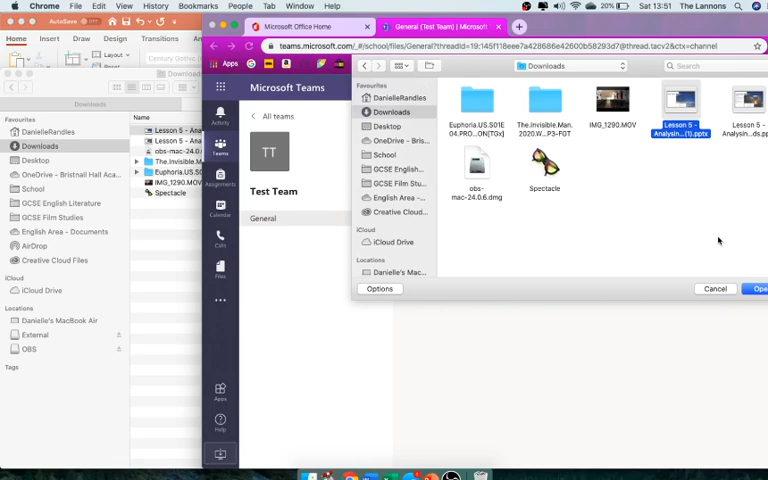 Chrome File Edit View History Bookmarks People Tab Window Help
20% Sat 13:51 The Lannons
AutoSave
Home Insert Draw Design Transitions
Layout
Century Gothic
Microsoft Office Home
General (Test Team) | Microsoft
teams.microsoft.com/_#/school/files/General?threadId=19:145f118eee7a428686e42600b58293d7@thread.tacv2&ctx=channel
Apps
Downloads
Downloads
Favourites
DanielleRandles
Downloads
Desktop
OneDrive - Bristnall Hall Aca...
School
GCSE English Literature
GCSE Film Studies
English Area - Documents
AirDrop
Creative Cloud Files
iCloud
iCloud Drive
Locations
Danielle's MacBook Air
External
OBS
Tags
Name
Lesson 5 - Ana
Lesson 5 - Ana
obs-mac-24.0.
The.Invisible.M
Euphoria.US.S
IMG_1290.MOV
Spectacle
Microsoft Teams
Activity
Teams
Assignments
Calendar
Calls
Files
Apps
Help
All teams
TT
Test Team
General
Downloads
Search
Favourites
DanielleRandles
Downloads
Desktop
OneDrive - Bris...
School
GCSE English...
GCSE Film Stu...
English Area -...
Creative Cloud...
iCloud
iCloud Drive
Locations
Danielle's Mac...
Euphoria.US.S01E
04.PRO...ON[TGx]
The.Invisible.Man.
2020.W...P3-FGT
IMG_1290.MOV
Lesson 5 -
Analysin...(1).pptx
Lesson 5 -
Analysin...ds.pp
obs-
mac-24.0.6.dmg
Spectacle
Options
Cancel
Ope